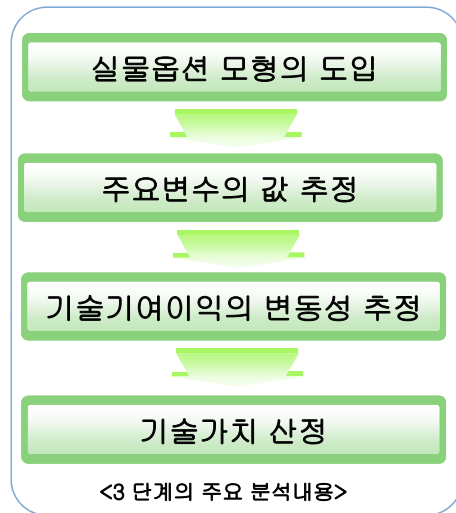 실물옵션 모형의 도입
주요변수의 값 추정
기술기여이익의 변동성 추정
기술가치 산정
<3 단계의 주요 분석내용>